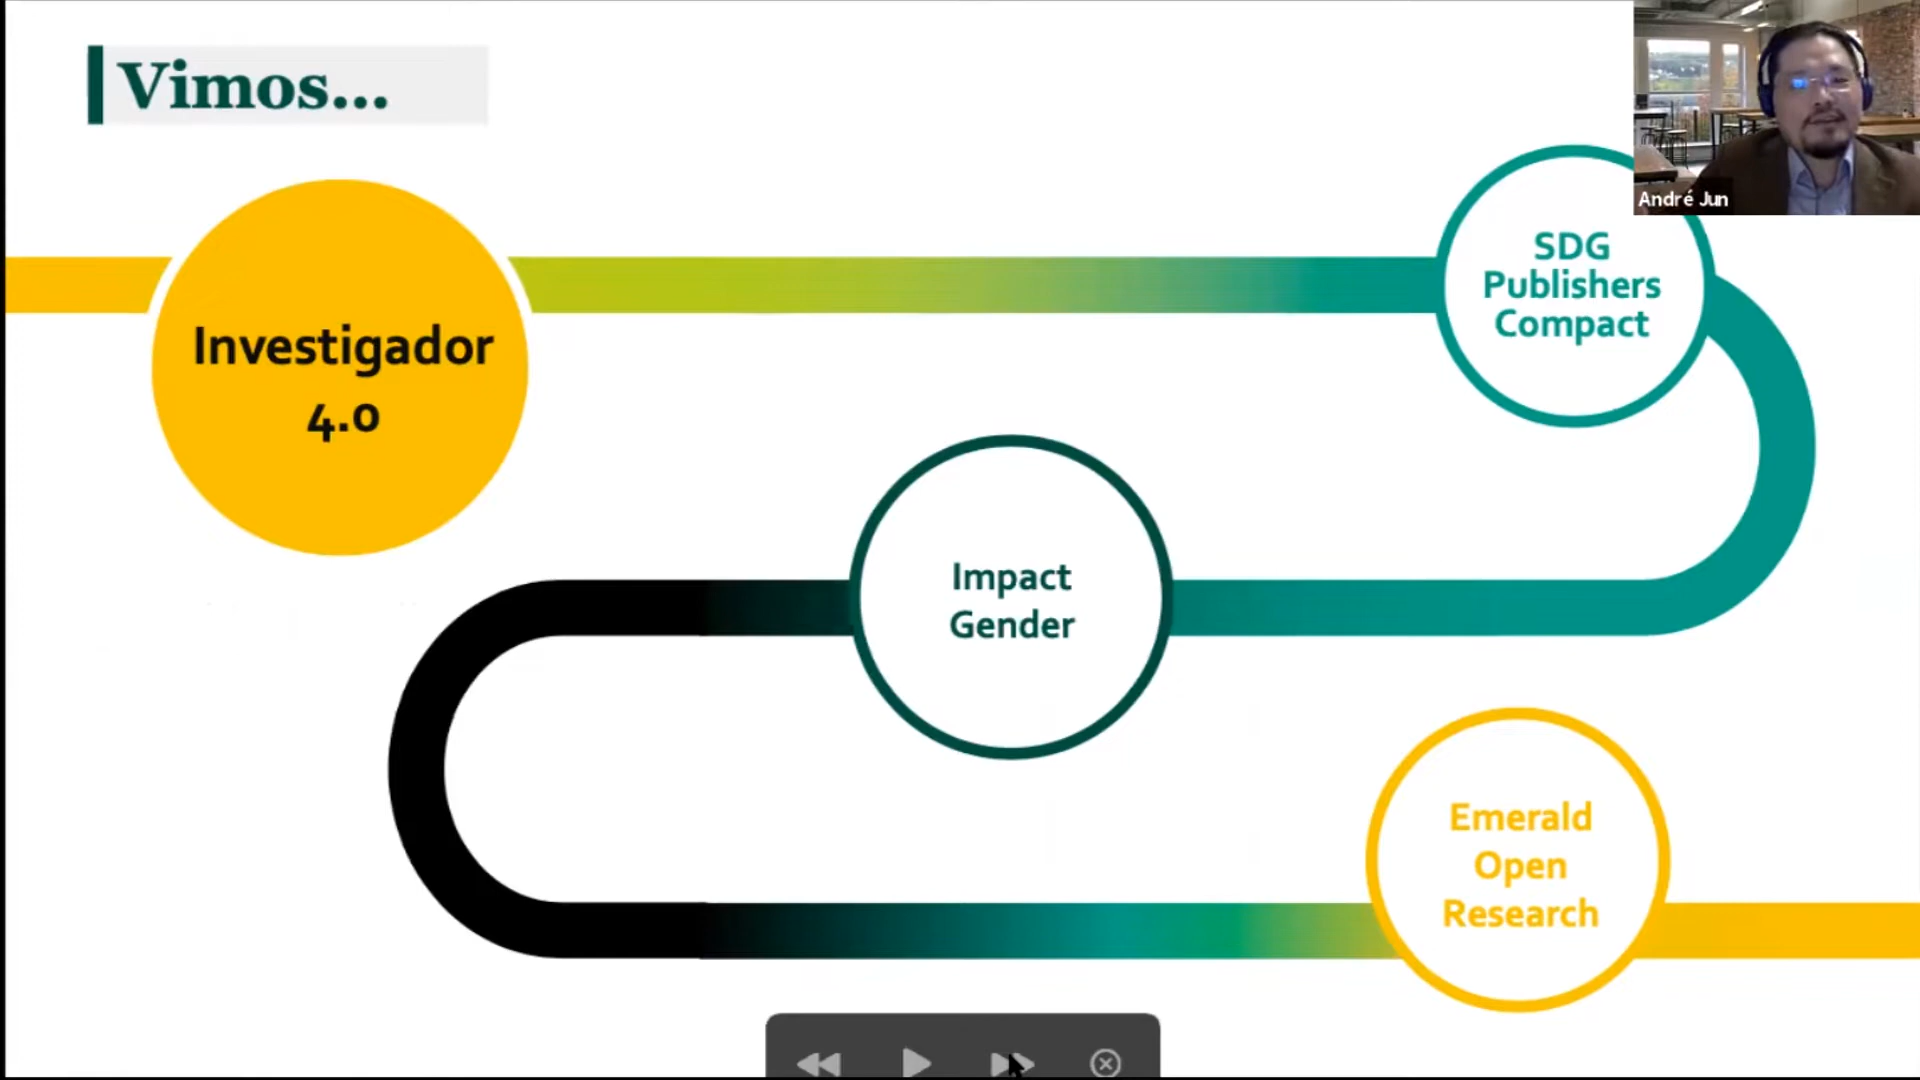 Vimos...
André Jun
Investigador
4.0
SDG
Publishers
Compact
Impact
Gender
Emerald
Open
Research